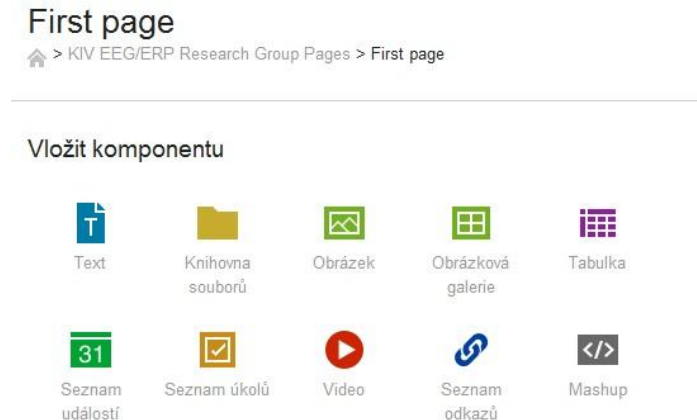 First page
> KIV EEG/ERP Research Group Pages > First page
Vložit komponentu
T
Text
Knihovna
souborů
Obrázek
Obrázková
galerie
Tabulka
31
</>
Seznam
událostí
Seznam úkolů
Video
Seznam
odkazů
Mashup